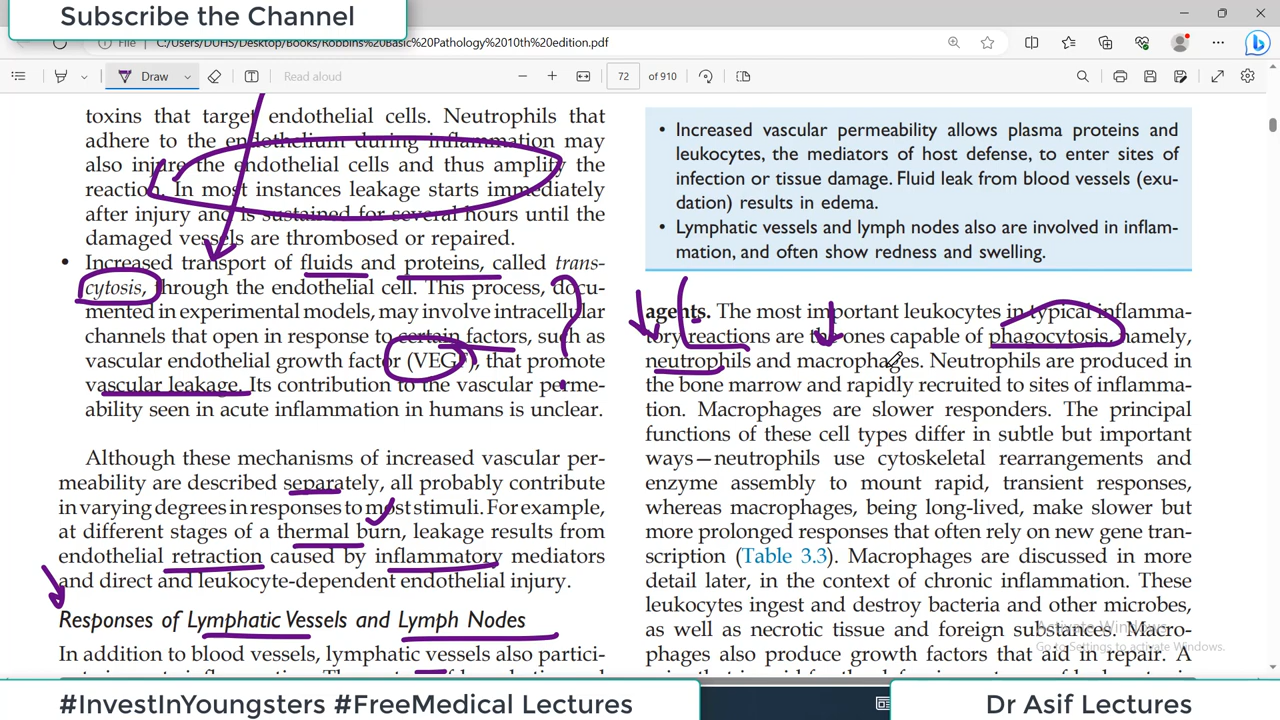 Subscribe the Channel
File
C:/Users/DUHS/Desktop/Books/Robbins%20Basic%20Pathology%2010th%20edition.pdf
Draw
Read aloud
72
of 910
toxins that target endothelial cells. Neutrophils that
adhere to the endothelium during inflammation may
also injure the endothelial cells and thus amplify the
reaction. In most instances leakage starts immediately
after injury and is sustained for several hours until the
damaged vessels are thrombosed or repaired.
• Increased transport of fluids and proteins, called trans-
cytosis, through the endothelial cell. This process, docu-
mented in experimental models, may involve intracellular
channels that open in response to certain factors, such as
vascular endothelial growth factor (VEGF), that promote
vascular leakage. Its contribution to the vascular perme-
ability seen in acute inflammation in humans is unclear.
Although these mechanisms of increased vascular per-
meability are described separately, all probably contribute
in varying degrees in responses to most stimuli. For example,
at different stages of a thermal burn, leakage results from
endothelial retraction caused by inflammatory mediators
and direct and leukocyte-dependent endothelial injury.
Responses of Lymphatic Vessels and Lymph Nodes
In addition to blood vessels, lymphatic vessels also partici-
• Increased vascular permeability allows plasma proteins and
leukocytes, the mediators of host defense, to enter sites of
infection or tissue damage. Fluid leak from blood vessels (exu-
dation) results in edema.
• Lymphatic vessels and lymph nodes also are involved in inflam-
mation, and often show redness and swelling.
agents. The most important leukocytes in typical inflamma-
tory reactions are the ones capable of phagocytosis, namely,
neutrophils and macrophages. Neutrophils are produced in
the bone marrow and rapidly recruited to sites of inflamma-
tion. Macrophages are slower responders. The principal
functions of these cell types differ in subtle but important
ways—neutrophils use cytoskeletal rearrangements and
enzyme assembly to mount rapid, transient responses,
whereas macrophages, being long-lived, make slower but
more prolonged responses that often rely on new gene tran-
scription (Table 3.3). Macrophages are discussed in more
detail later, in the context of chronic inflammation. These
leukocytes ingest and destroy bacteria and other microbes,
as well as necrotic tissue and foreign substances. Macro-
phages also produce growth factors that aid in repair. A
Activate Windows
Go to Settings to activate Windows.
#InvestInYoungsters #FreeMedical Lectures
Dr Asif Lectures